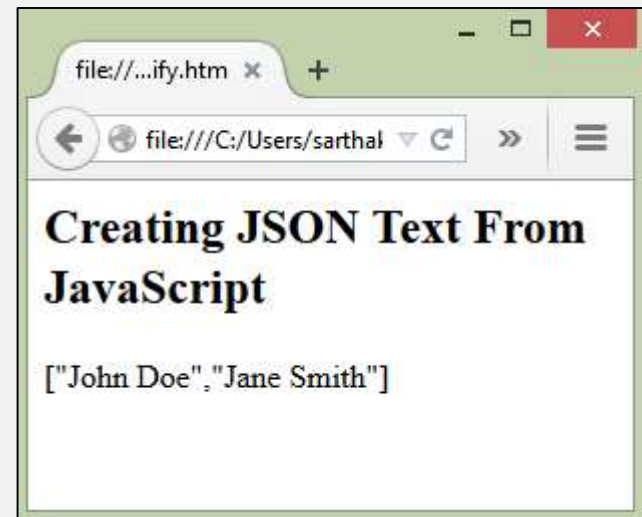 file://...ify.htm
file:///C:/Users/sarthal
Creating JSON Text From
JavaScript
["John Doe","Jane Smith"]